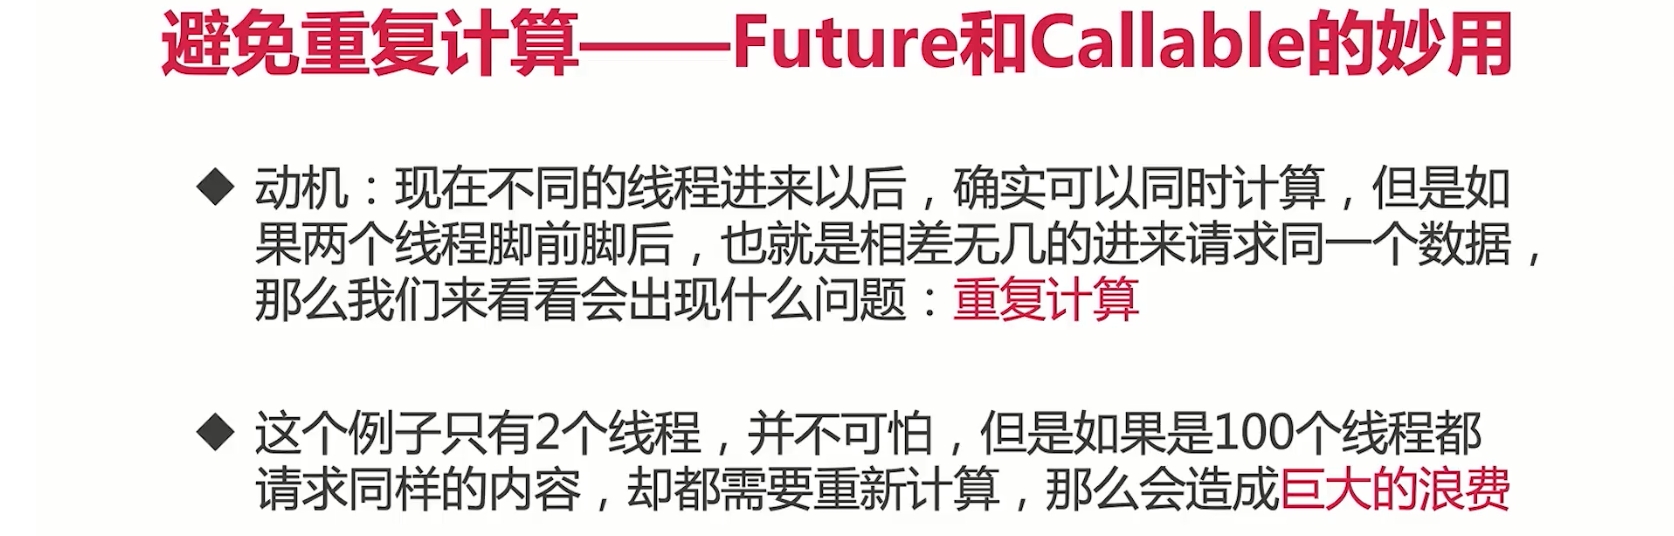 避免重复计算——Future和Callable的妙用
◆ 动机：现在不同的线程进来以后，确实可以同时计算，但是如
果两个线程脚前脚后，也就是相差无几的进来请求同一个数据，
那么我们来看看会出现什么问题：重复计算
◆ 这个例子只有2个线程，并不可怕，但是如果是100个线程都
请求同样的内容，却都需要重新计算，那么会造成巨大的浪费